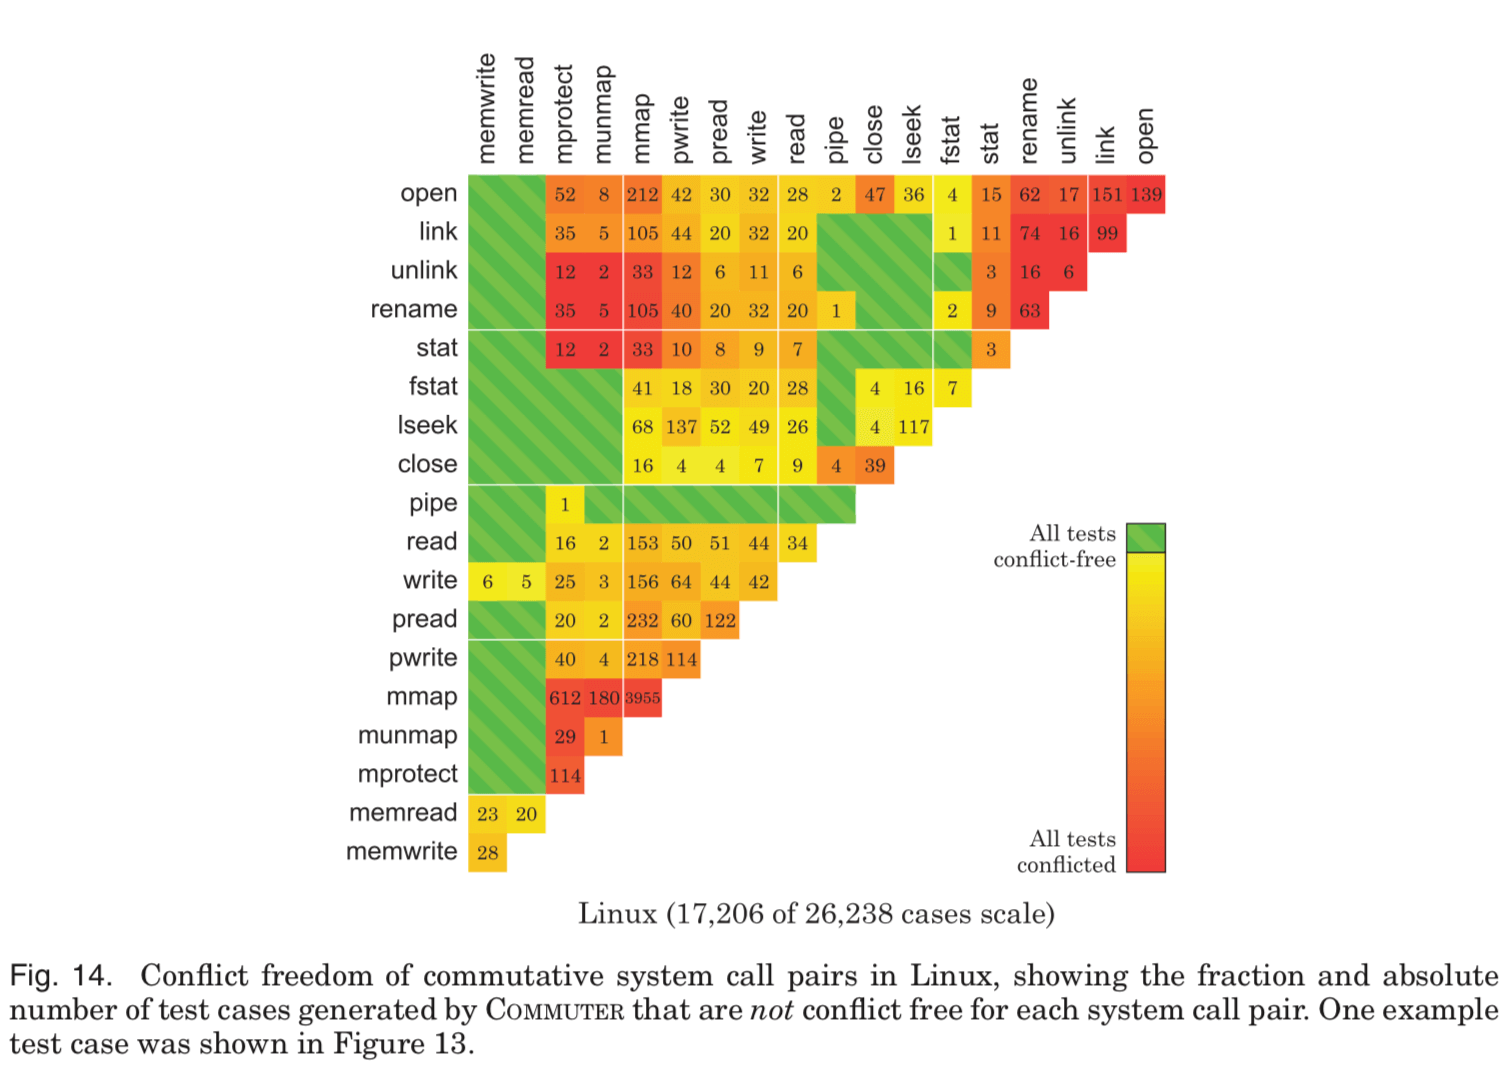 memwrite memread mprotect munmap mmap pwrite pread write read pipe close lseek fstat stat rename unlink link open
open 52 8 212 42 30 32 28 2 47 36 4 15 62 17 151 139
link 35 5 105 44 20 32 20 1 11 74 16 99
unlink 12 2 33 12 6 11 6 3 16 6
rename 35 5 105 40 20 32 20 1 2 9 63
stat 12 2 33 10 8 9 7 3
fstat 41 18 30 20 28 4 16 7
lseek 68 137 52 49 26 4 117
close 16 4 4 7 9 4 39
pipe 1
read 16 2 153 50 51 44 34
write 6 5 25 3 156 64 44 42
pread 20 2 232 60 122
pwrite 40 4 218 114
mmap 612 180 3955
munmap 29 1
mprotect 114
memread 23 20
memwrite 28
All tests
conflict-free
All tests
conflicted
Linux (17,206 of 26,238 cases scale)
Fig. 14. Conflict freedom of commutative system call pairs in Linux, showing the fraction and absolute
number of test cases generated by COMMUTER that are not conflict free for each system call pair. One example
test case was shown in Figure 13.